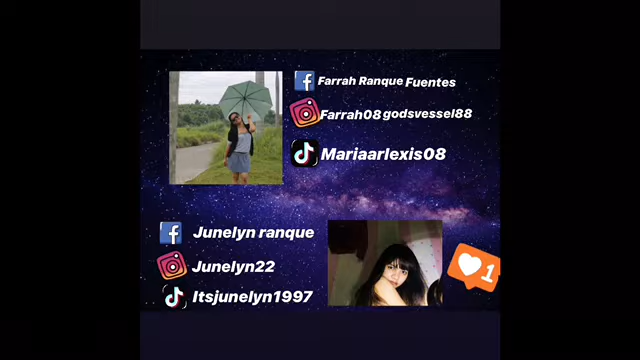 Farrah Ranque Fuentes
Farrah08godsvessel88
Mariaarlexis08
Junelyn ranque
Junelyn22
Itsjunelyn1997
1